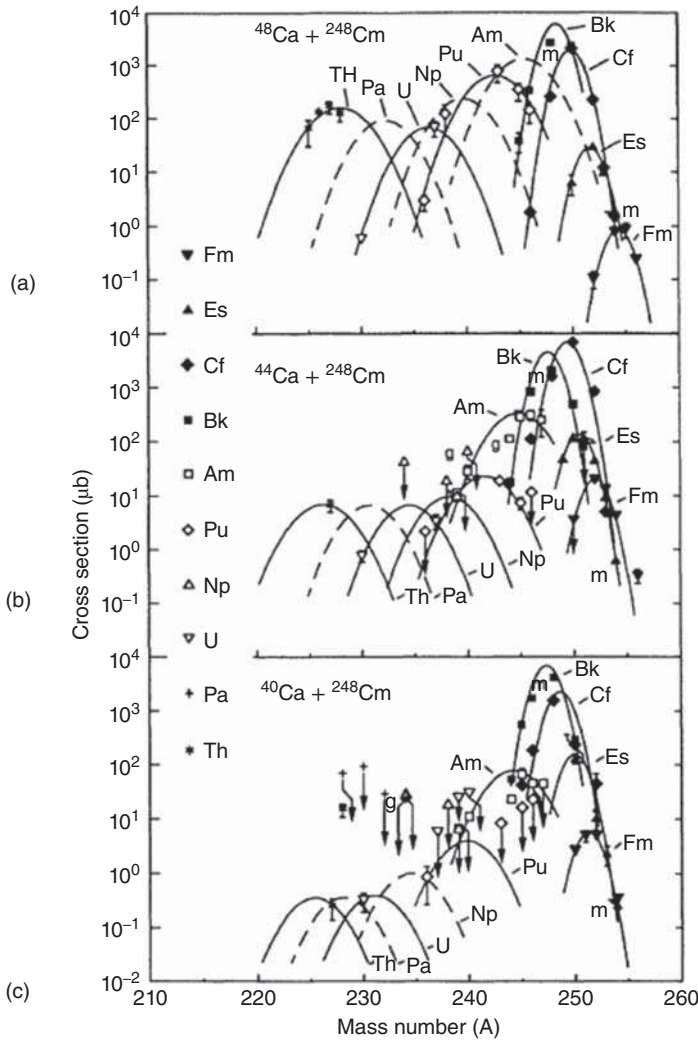 (a)
⁴⁸Ca + ²⁴⁸Cm
10⁴
10³
10²
10¹
10⁰
10⁻¹
TH
Pa
U
Np
Pu
Am
Bk
m
Cf
Es
m
Fm
Fm
Es
Cf
Bk
Am
Pu
Np
U
Pa
Th
Cross section (μb)
(b)
⁴⁴Ca + ²⁴⁸Cm
10⁴
10³
10²
10¹
10⁰
10⁻¹
Bk
m
Cf
Am
Es
Fm
Pu
Np
U
m
Th
Pa
(c)
⁴⁰Ca + ²⁴⁸Cm
10⁴
10³
10²
10¹
10⁰
10⁻¹
10⁻²
Bk
m
Cf
Am
Es
g
Fm
Pu
Np
m
U
Th
Pa
210
220
230
240
250
260
Mass number (A)